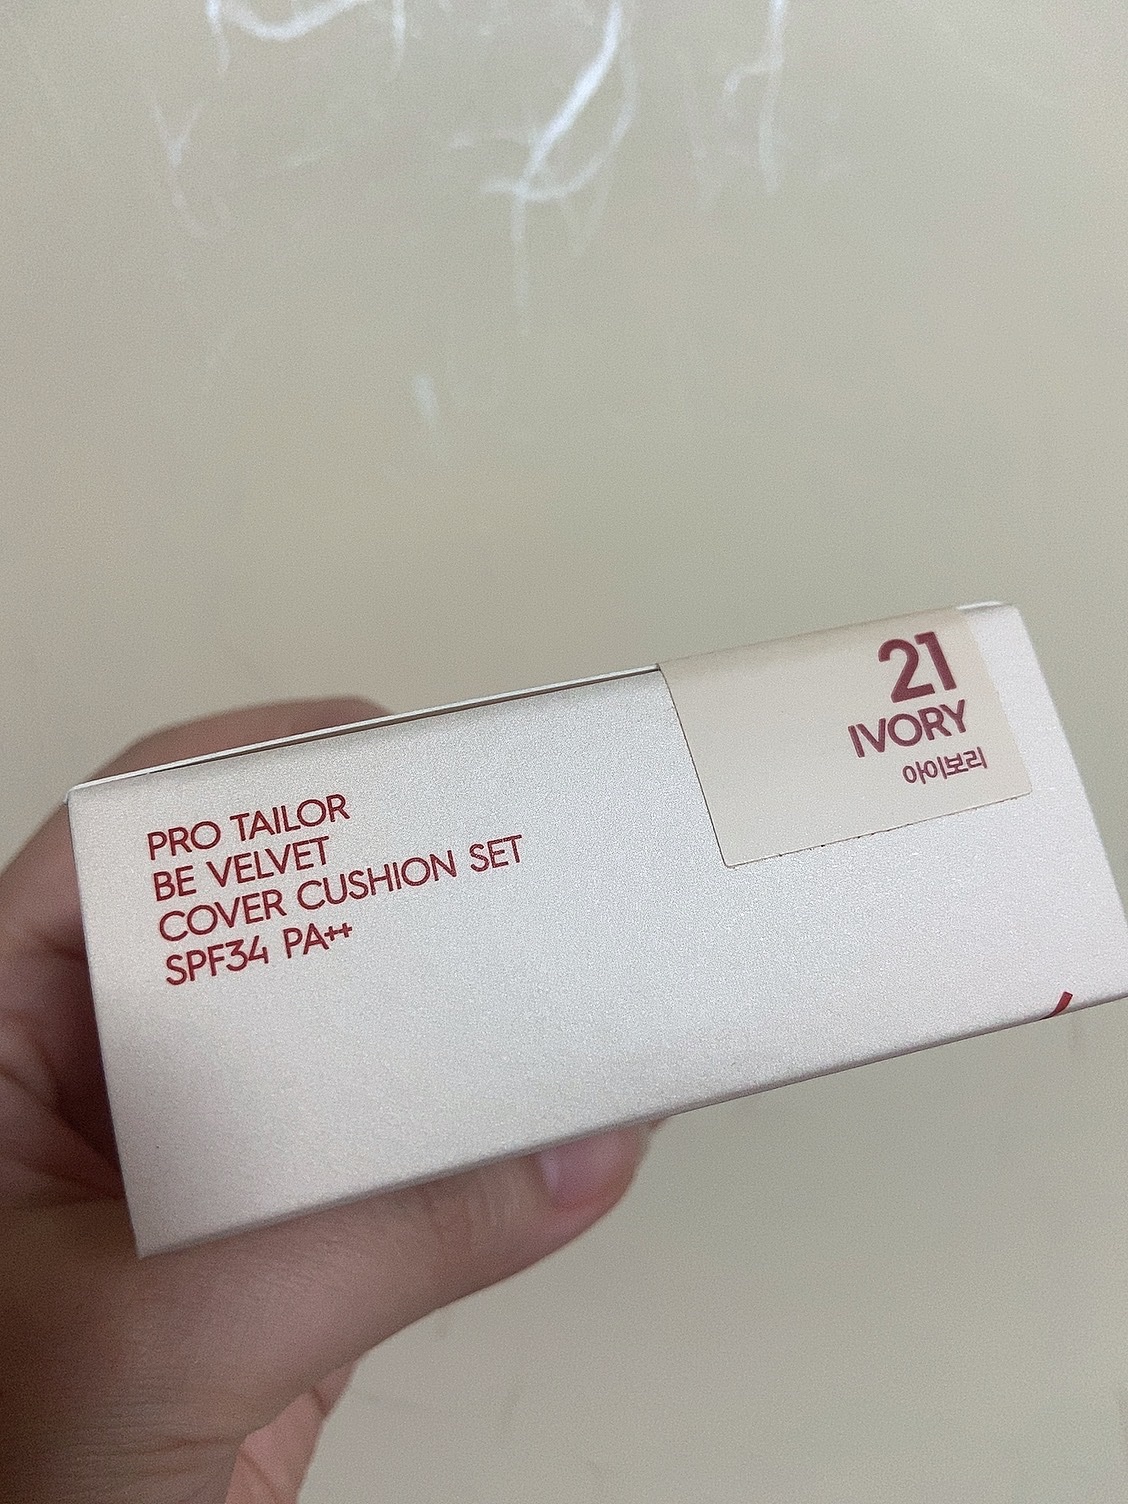 PRO TAILOR
BE VELVET
COVER CUSHION SET
SPF34 PA++
21
IVORY
아이보리